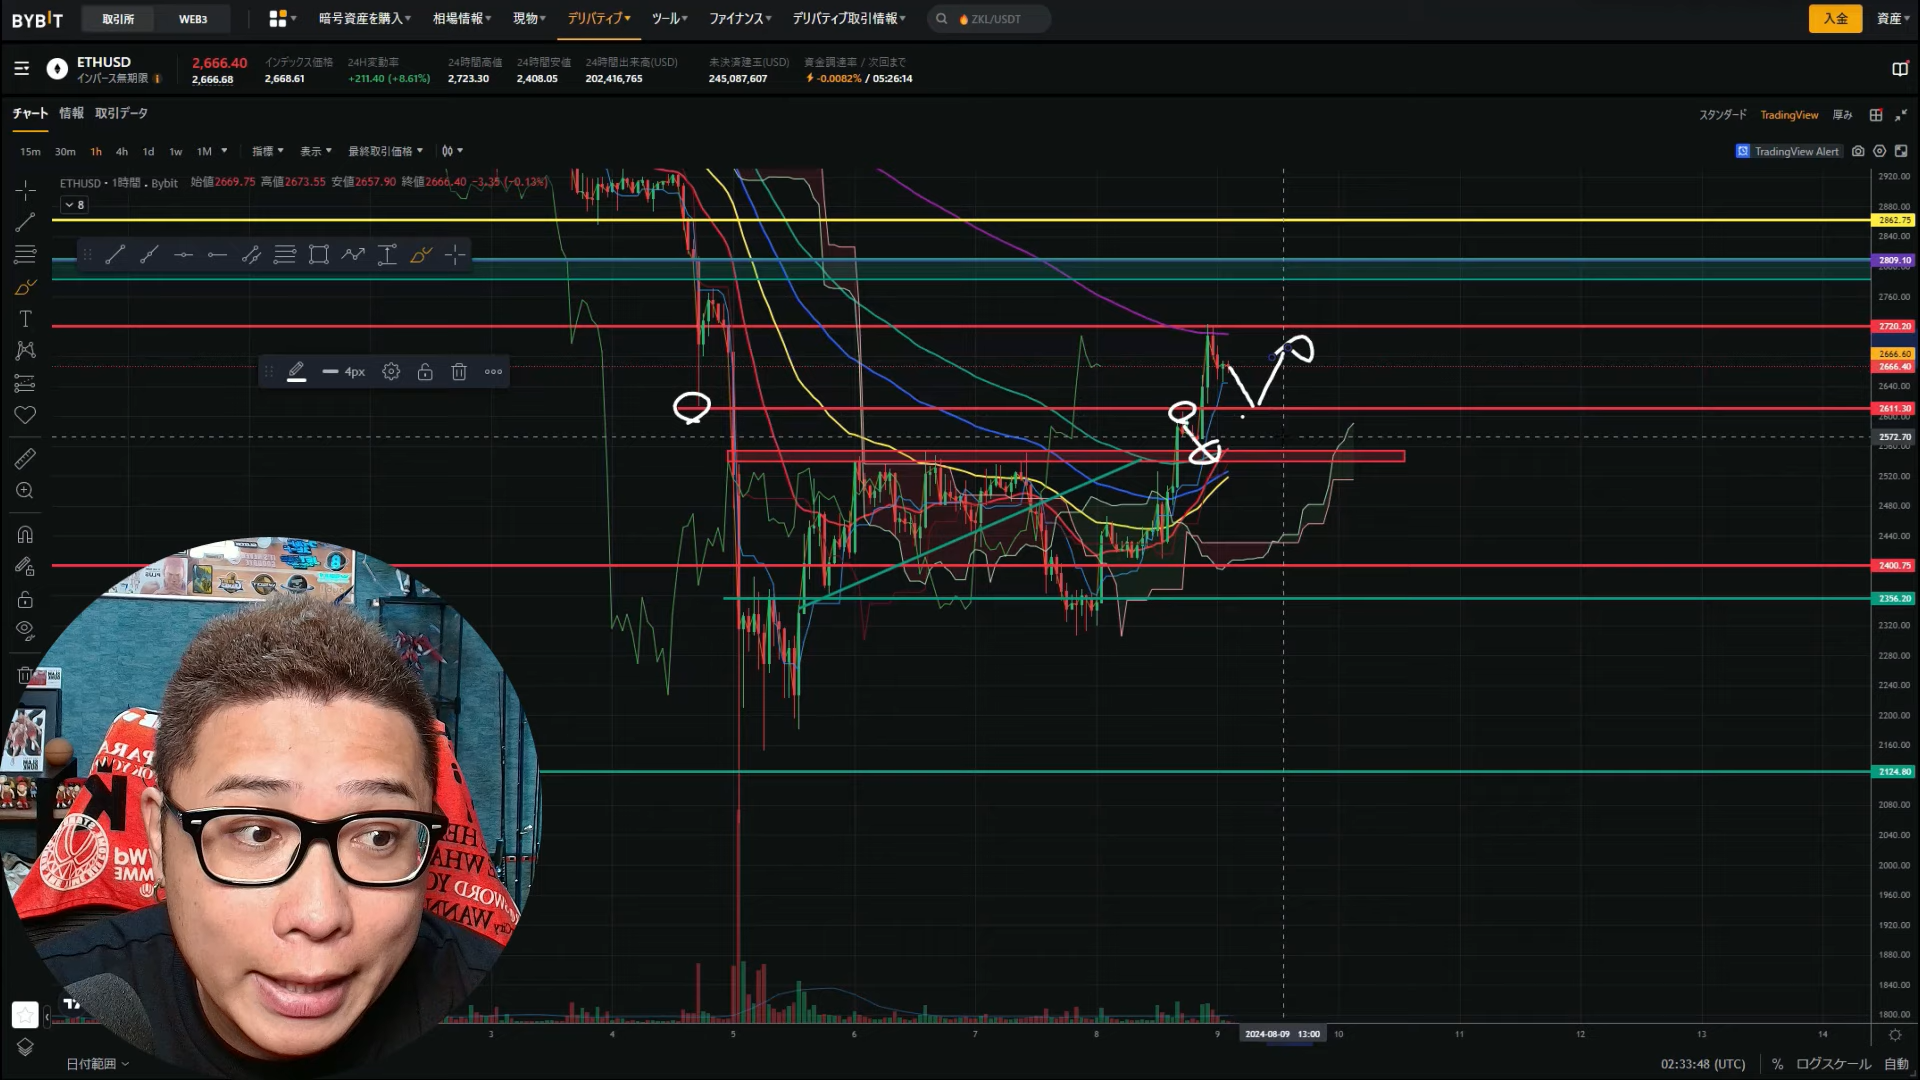 BYBIT 取引所 WEB3 暗号資産を購入 相場情報 現物 デリバティブ ツール ファイナンス デリバティブ取引情報 ZKL/USDT 入金 資産
ETHUSD 2,666.40 インデックス価格 24H変動率 24時間高値 24時間安値 24時間出来高(USD) 未決済建玉(USD) 資金調達率 / 次回まで
インバース無期限 2,666.68 2,668.61 +211.40 (+8.61%) 2,723.30 2,408.05 202,416,765 245,087,607 -0.0082% / 05:26:14
チャート 情報 取引データ スタンダード TradingView 厚み
15m 30m 1h 4h 1d 1w 1M 指標 表示 最終取引価格 TradingView Alert
ETHUSD・1時間 . Bybit 始値2669.75 高値2673.55 安値2657.90 終値2666.40 -3.35 (-0.13%)
8
4px
2920.00
2880.00
2862.75
2840.00
2809.10
2800.00
2760.00
2720.20
2666.60
2666.40
2640.00
2611.30
2600.00
2572.70
2560.00
2520.00
2480.00
2440.00
2400.75
2356.20
2320.00
2280.00
2240.00
2200.00
2160.00
2124.80
2080.00
2040.00
2000.00
1960.00
1920.00
1880.00
1840.00
1800.00
3 4 5 6 7 8 9 2024-08-09 13:00 10 11 12 13 14
日付範囲 02:33:48 (UTC) % ログスケール 自動
WHA
WORD YO
WANN